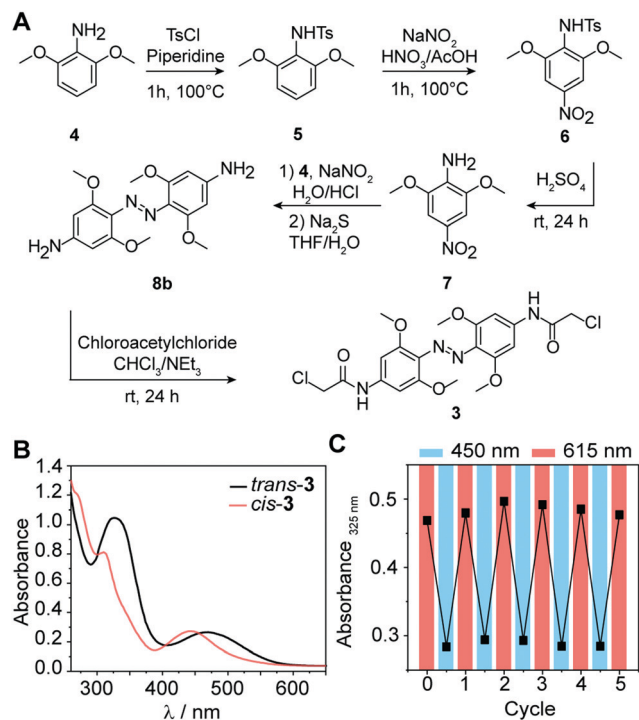 A
NH2
O
O
4
TsCl
Piperidine
1h, 100°C
NHTs
O
O
5
NaNO2
HNO3/AcOH
1h, 100°C
NHTs
O
O
NO2
6
H2SO4
rt, 24 h
NH2
O
O
NO2
7
1) 4, NaNO2
H2O/HCl
2) Na2S
THF/H2O
NH2
O
O
N
N
O
O
NH2
8b
Chloroacetylchloride
CHCl3/NEt3
rt, 24 h
H
N
Cl
O
O
O
N
N
O
O
O
Cl
N
H
3
B
Absorbance
1.4
1.2
1.0
0.8
0.6
0.4
0.2
0.0
trans-3
cis-3
300 400 500 600
λ / nm
C
450 nm 615 nm
Absorbance 325 nm
0.5
0.4
0.3
0 1 2 3 4 5
Cycle